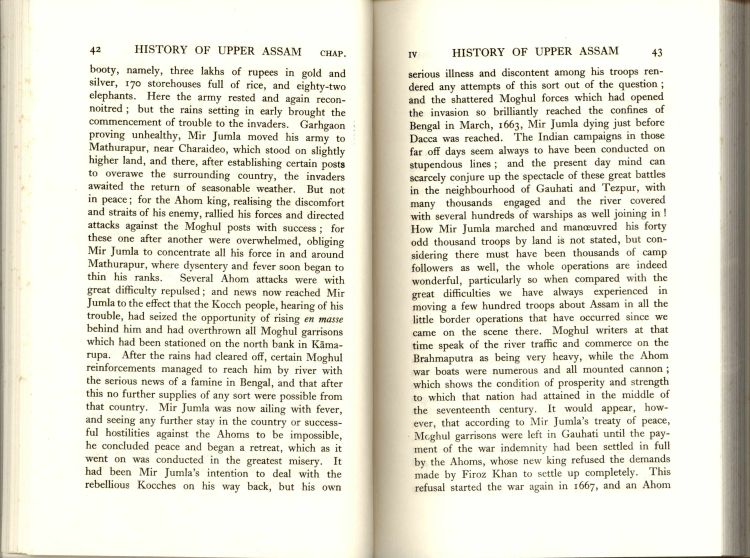 42 HISTORY OF UPPER ASSAM CHAP.
booty, namely, three lakhs of rupees in gold and
silver, 170 storehouses full of rice, and eighty-two
elephants. Here the army rested and again recon-
noitred ; but the rains setting in early brought the
commencement of trouble to the invaders. Garhgaon
proving unhealthy, Mir Jumla moved his army to
Mathurapur, near Charaideo, which stood on slightly
higher land, and there, after establishing certain posts
to overawe the surrounding country, the invaders
awaited the return of seasonable weather. But not
in peace ; for the Ahom king, realising the discomfort
and straits of his enemy, rallied his forces and directed
attacks against the Moghul posts with success ; for
these one after another were overwhelmed, obliging
Mir Jumla to concentrate all his force in and around
Mathurapur, where dysentery and fever soon began to
thin his ranks. Several Ahom attacks were with
great difficulty repulsed ; and news now reached Mir
Jumla to the effect that the Kocch people, hearing of his
trouble, had seized the opportunity of rising en masse
behind him and had overthrown all Moghul garrisons
which had been stationed on the north bank in Kāma-
rupa. After the rains had cleared off, certain Moghul
reinforcements managed to reach him by river with
the serious news of a famine in Bengal, and that after
this no further supplies of any sort were possible from
that country. Mir Jumla was now ailing with fever,
and seeing any further stay in the country or success-
ful hostilities against the Ahoms to be impossible,
he concluded peace and began a retreat, which as it
went on was conducted in the greatest misery. It
had been Mir Jumla's intention to deal with the
rebellious Kocches on his way back, but his own
IV HISTORY OF UPPER ASSAM 43
serious illness and discontent among his troops ren-
dered any attempts of this sort out of the question ;
and the shattered Moghul forces which had opened
the invasion so brilliantly reached the confines of
Bengal in March, 1663, Mir Jumla dying just before
Dacca was reached. The Indian campaigns in those
far off days seem always to have been conducted on
stupendous lines ; and the present day mind can
scarcely conjure up the spectacle of these great battles
in the neighbourhood of Gauhati and Tezpur, with
many thousands engaged and the river covered
with several hundreds of warships as well joining in !
How Mir Jumla marched and manœuvred his forty
odd thousand troops by land is not stated, but con-
sidering there must have been thousands of camp
followers as well, the whole operations are indeed
wonderful, particularly so when compared with the
great difficulties we have always experienced in
moving a few hundred troops about Assam in all the
little border operations that have occurred since we
came on the scene there. Moghul writers at that
time speak of the river traffic and commerce on the
Brahmaputra as being very heavy, while the Ahom
war boats were numerous and all mounted cannon ;
which shows the condition of prosperity and strength
to which that nation had attained in the middle of
the seventeenth century. It would appear, how-
ever, that according to Mir Jumla's treaty of peace,
Moghul garrisons were left in Gauhati until the pay-
ment of the war indemnity had been settled in full
by the Ahoms, whose new king refused the demands
made by Firoz Khan to settle up completely. This
refusal started the war again in 1667, and an Ahom